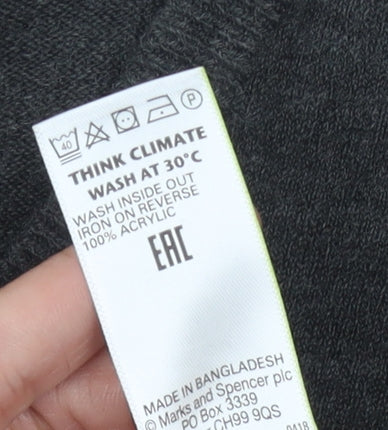 40 P
THINK CLIMATE
WASH AT 30°C
WASH INSIDE OUT
IRON ON REVERSE
100% ACRYLIC
EAC
MADE IN BANGLADESH
© Marks and Spencer plc
PO Box 3339
CH99 9QS
0418